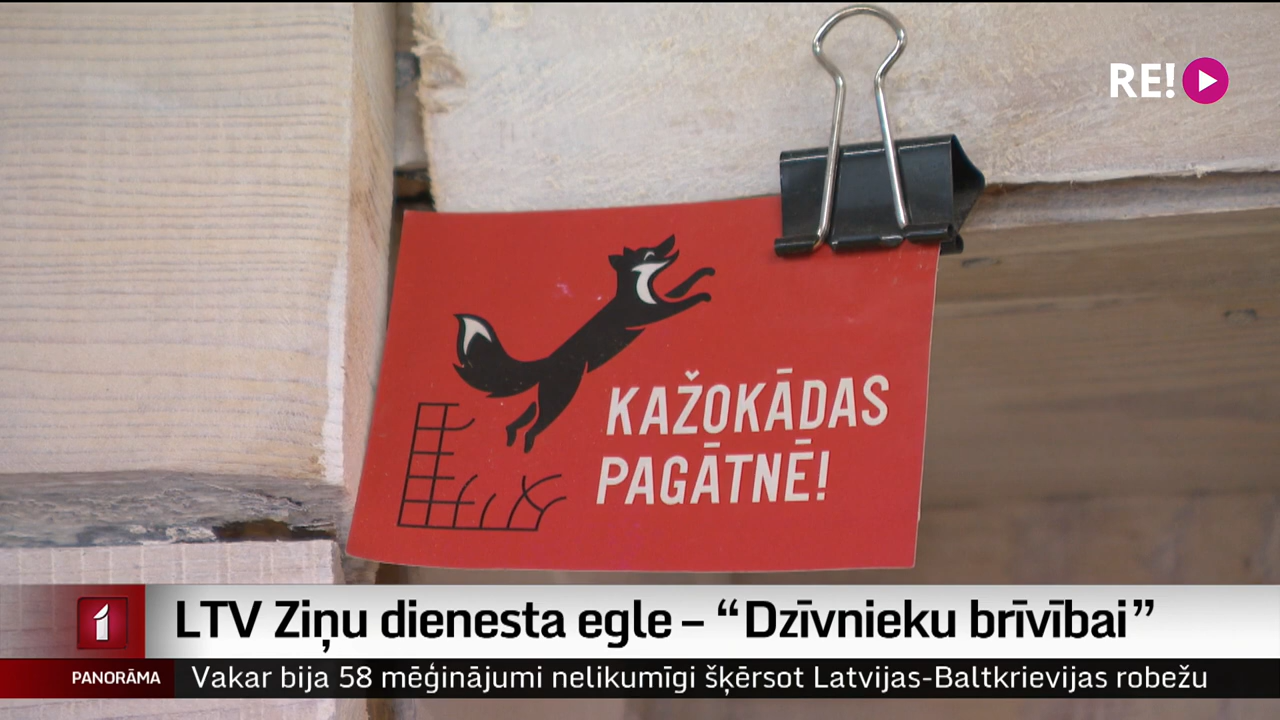 RE!
KAŽOKĀDAS
PAGĀTNĒ!
1
LTV Ziņu dienesta egle – “Dzīvnieku brīvībai”
PANORĀMA
Vakar bija 58 mēģinājumi nelikumīgi šķērsot Latvijas-Baltkrievijas robežu